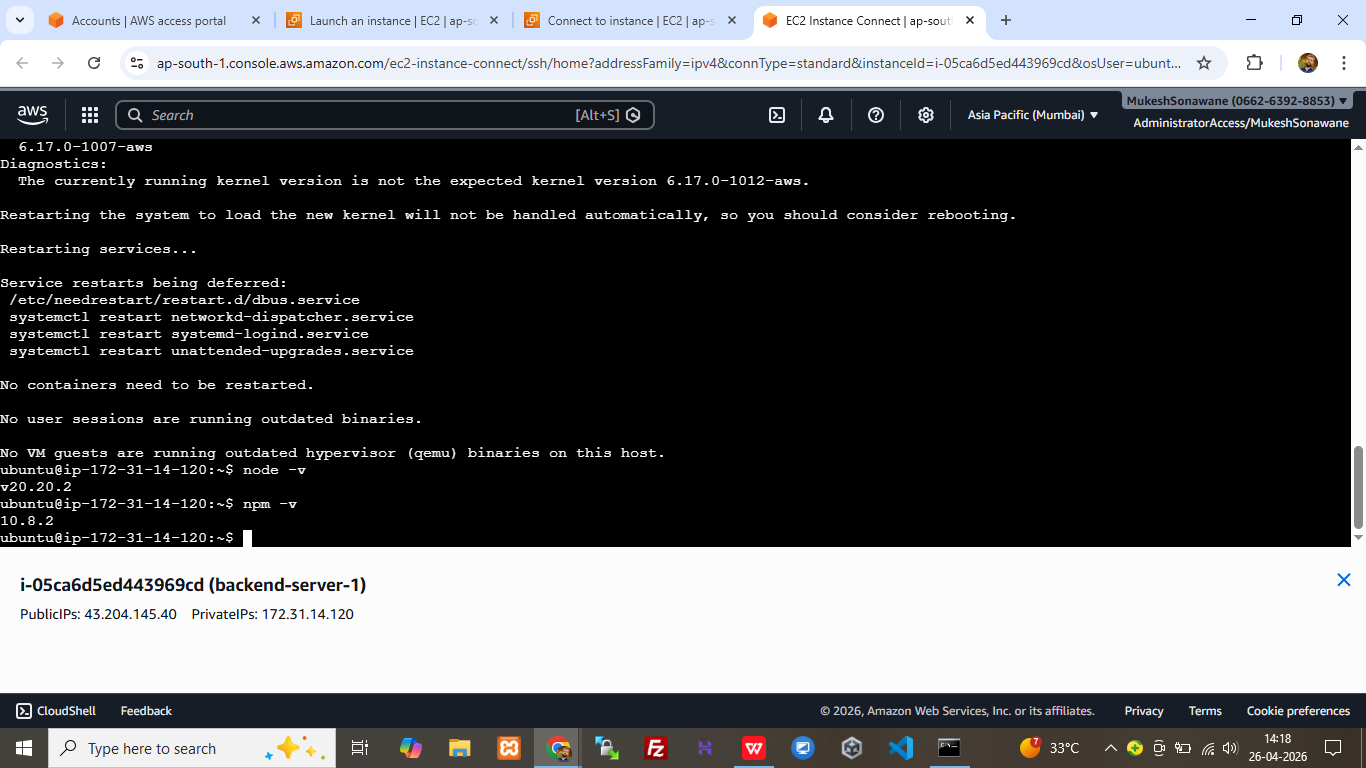 Accounts | AWS access portal
Launch an instance | EC2 | ap-sc
Connect to instance | EC2 | ap-s
EC2 Instance Connect | ap-sout
ap-south-1.console.aws.amazon.com/ec2-instance-connect/ssh/home?addressFamily=ipv4&connType=standard&instanceId=i-05ca6d5ed443969cd&osUser=ubunt...
aws
Search
[Alt+S]
Asia Pacific (Mumbai)
MukeshSonawane (0662-6392-8853)
AdministratorAccess/MukeshSonawane
6.17.0-1007-aws
Diagnostics:
The currently running kernel version is not the expected kernel version 6.17.0-1012-aws.
Restarting the system to load the new kernel will not be handled automatically, so you should consider rebooting.
Restarting services...
Service restarts being deferred:
/etc/needrestart/restart.d/dbus.service
systemctl restart networkd-dispatcher.service
systemctl restart systemd-logind.service
systemctl restart unattended-upgrades.service
No containers need to be restarted.
No user sessions are running outdated binaries.
No VM guests are running outdated hypervisor (qemu) binaries on this host.
ubuntu@ip-172-31-14-120:~$ node -v
v20.20.2
ubuntu@ip-172-31-14-120:~$ npm -v
10.8.2
ubuntu@ip-172-31-14-120:~$
i-05ca6d5ed443969cd (backend-server-1)
PublicIPs: 43.204.145.40 PrivateIPs: 172.31.14.120
CloudShell
Feedback
© 2026, Amazon Web Services, Inc. or its affiliates.
Privacy
Terms
Cookie preferences
Type here to search
33°C
14:18
26-04-2026